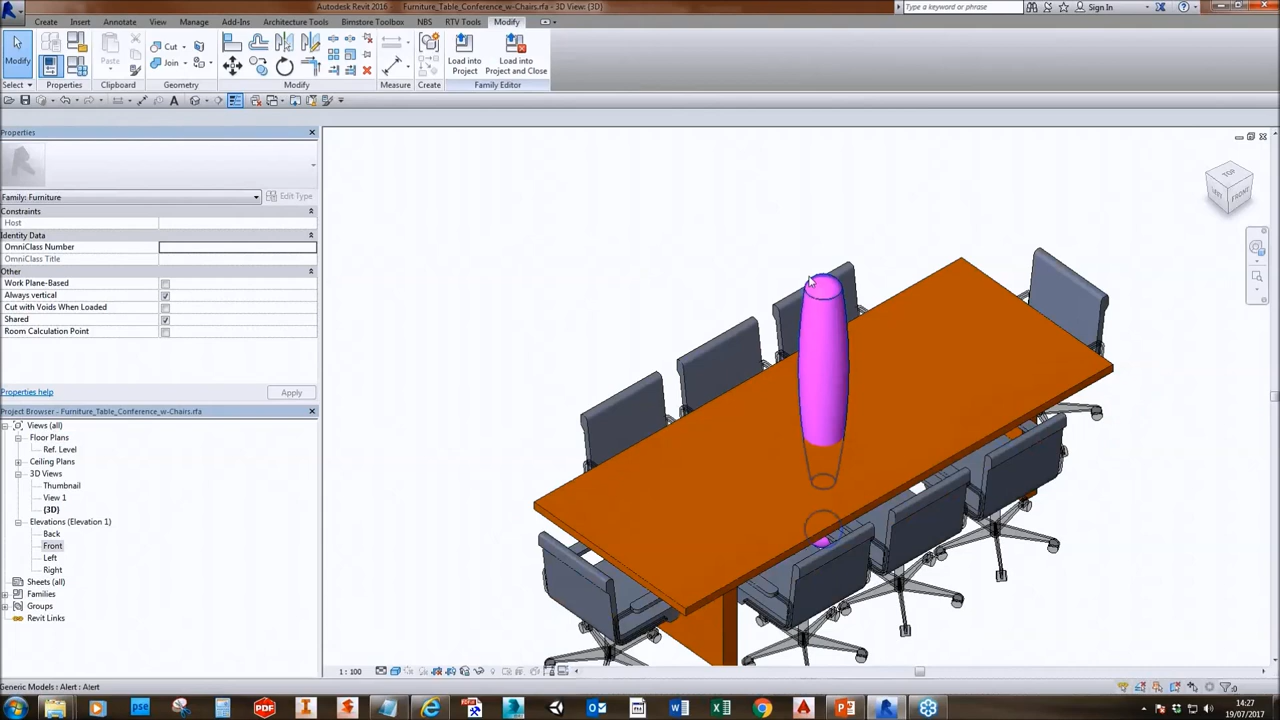 Autodesk Revit 2016 - Furniture_Table_Conference_w-Chairs.rfa - 3D View: {3D}
Type a keyword or phrase
Sign In
Create Insert Annotate View Manage Add-Ins Architecture Tools Bimstore Toolbox NBS RTV Tools Modify
Modify
Paste
Cut
Join
Load into Project
Load into Project and Close
Select Properties Clipboard Geometry Modify Measure Create Family Editor
Properties
Family: Furniture
Edit Type
Constraints
Host
Identity Data
OmniClass Number
OmniClass Title
Other
Work Plane-Based
Always vertical
Cut with Voids When Loaded
Shared
Room Calculation Point
Properties help
Apply
Project Browser - Furniture_Table_Conference_w-Chairs.rfa
Views (all)
Floor Plans
Ref. Level
Ceiling Plans
3D Views
Thumbnail
View 1
{3D}
Elevations (Elevation 1)
Back
Front
Left
Right
Sheets (all)
Families
Groups
Revit Links
TOP
LEFT
FRONT
1 : 100
Generic Models : Alert : Alert
:0
pse
PDF
14:27
19/07/2017